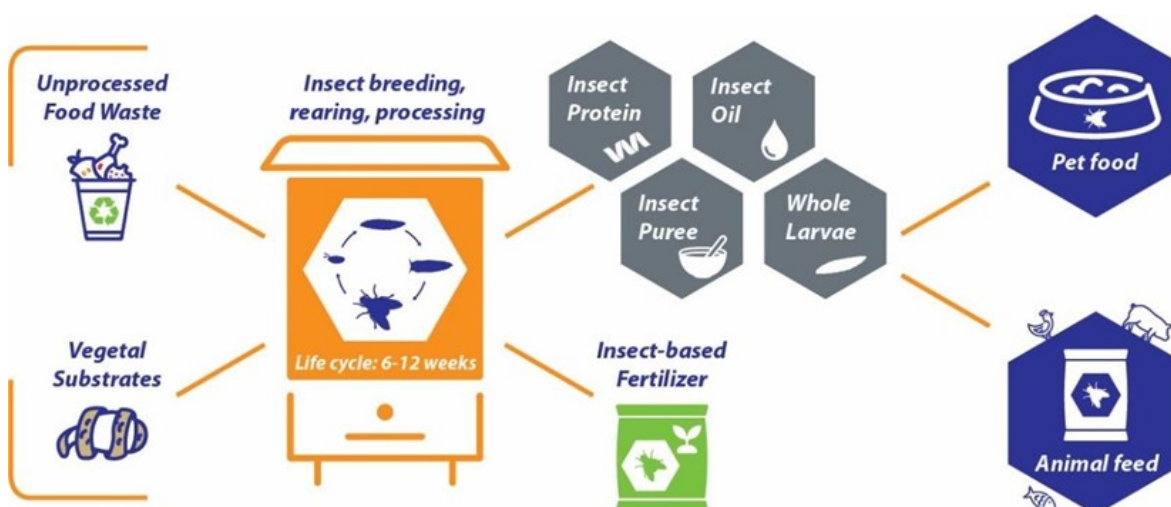 Unprocessed
Food Waste
Insect breeding,
rearing, processing
Insect
Protein
Insect
Oil
Insect
Puree
Whole
Larvae
Pet food
Life cycle: 6-12 weeks
Vegetal
Substrates
Insect-based
Fertilizer
Animal feed